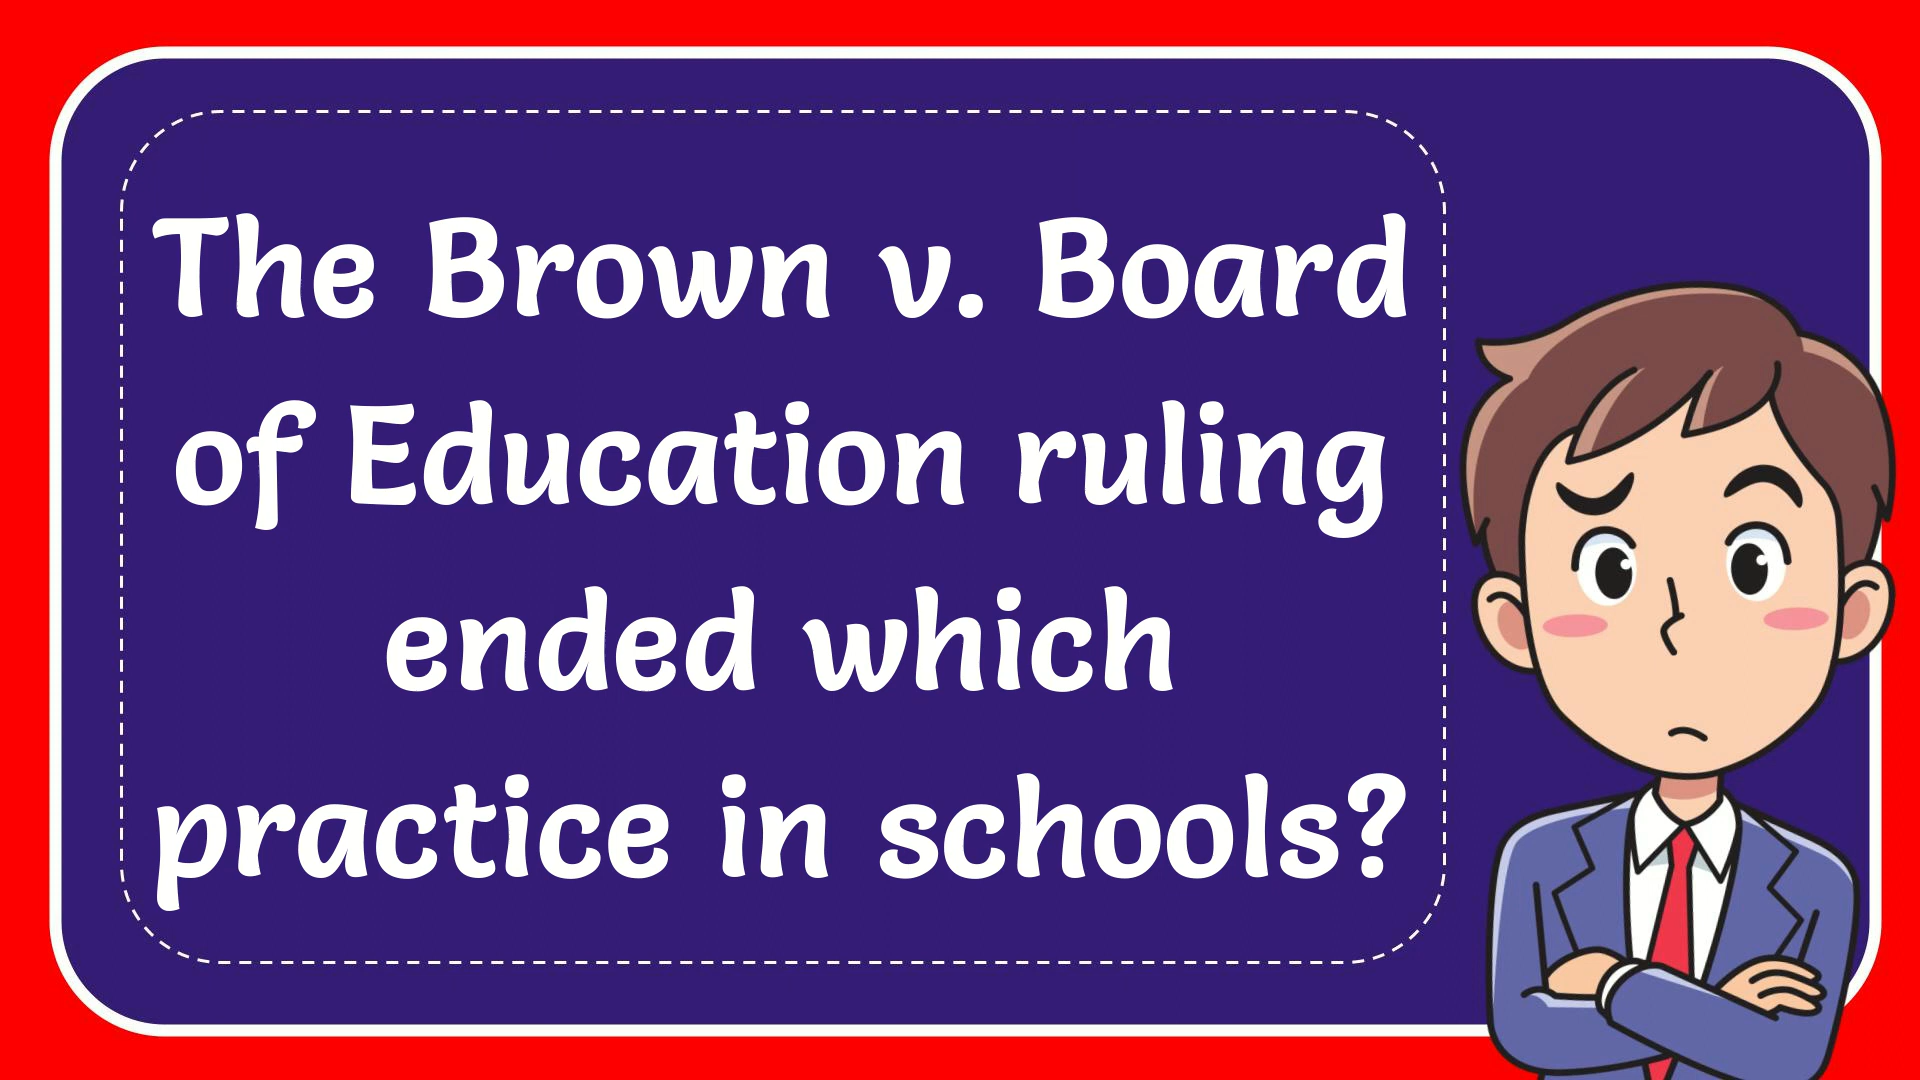 The Brown v. Board
of Education ruling
ended which
practice in schools?